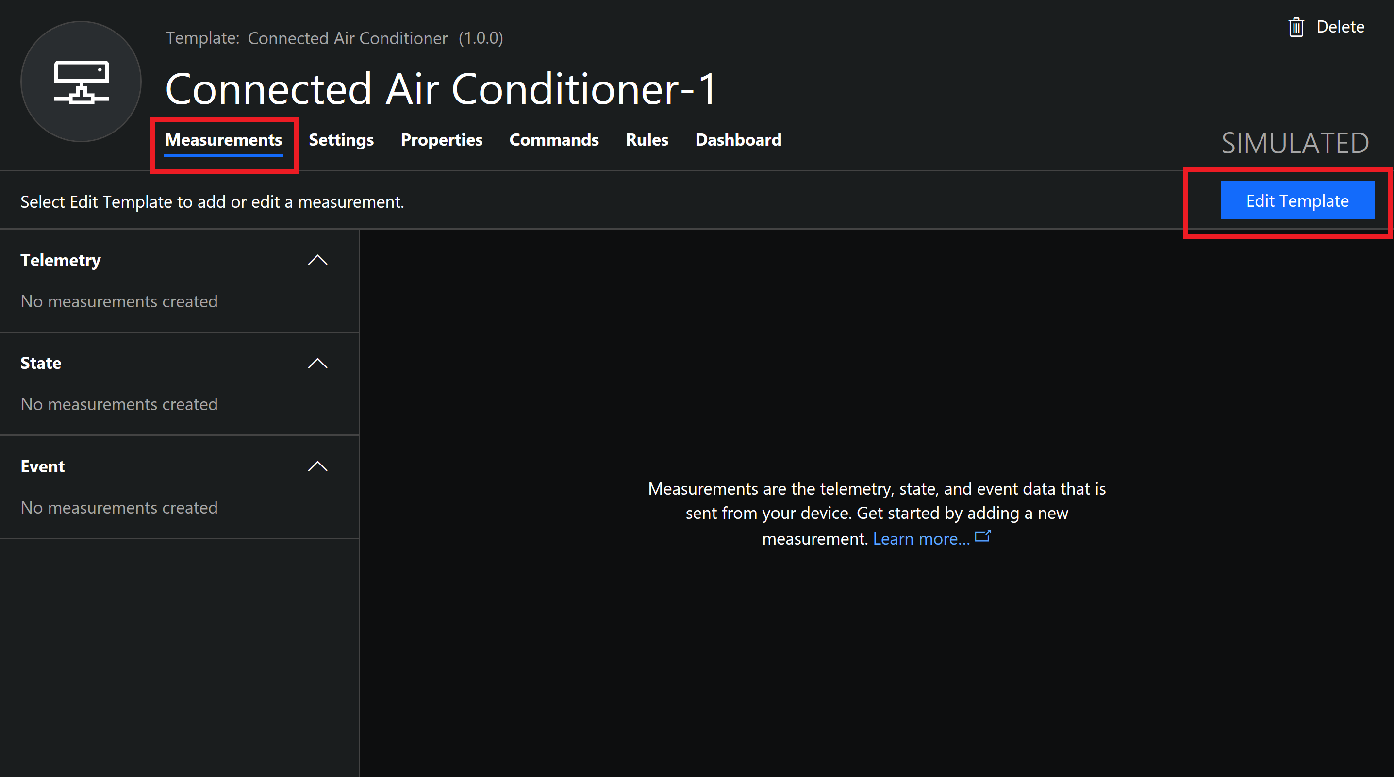 Template: Connected Air Conditioner (1.0.0)
Delete
Connected Air Conditioner-1
Measurements Settings Properties Commands Rules Dashboard
SIMULATED
Select Edit Template to add or edit a measurement.
Edit Template
Telemetry
No measurements created
State
No measurements created
Event
No measurements created
Measurements are the telemetry, state, and event data that is
sent from your device. Get started by adding a new
measurement. Learn more...